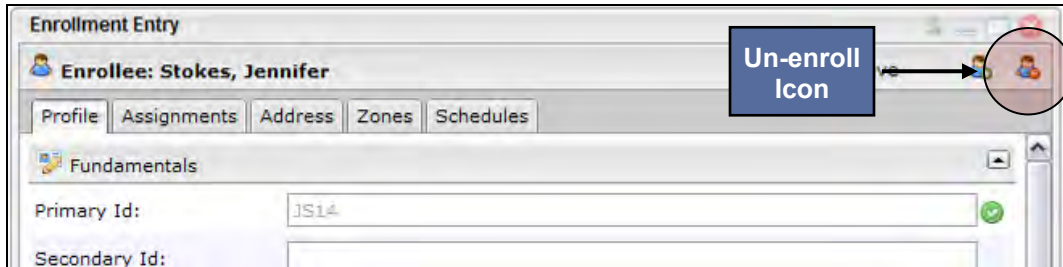 Enrollment Entry
Enrollee: Stokes, Jennifer
Un-enroll
Icon
Profile Assignments Address Zones Schedules
Fundamentals
Primary Id: JS14
Secondary Id: